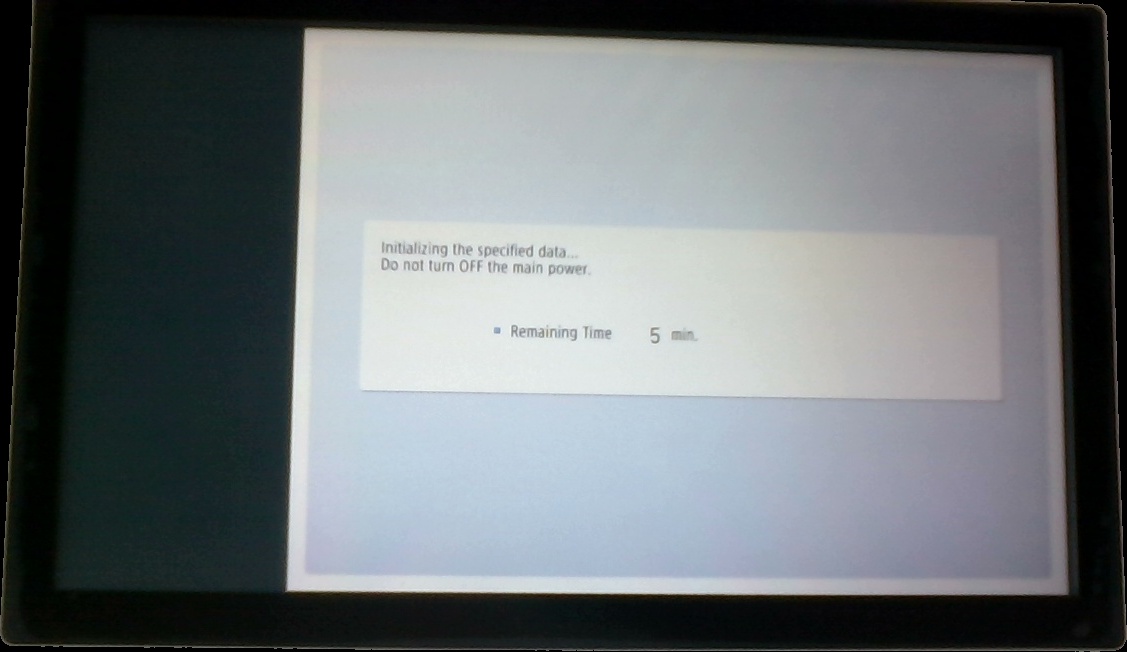 Initializing the specified data...
Do not turn OFF the main power.
▪ Remaining Time 5 min.